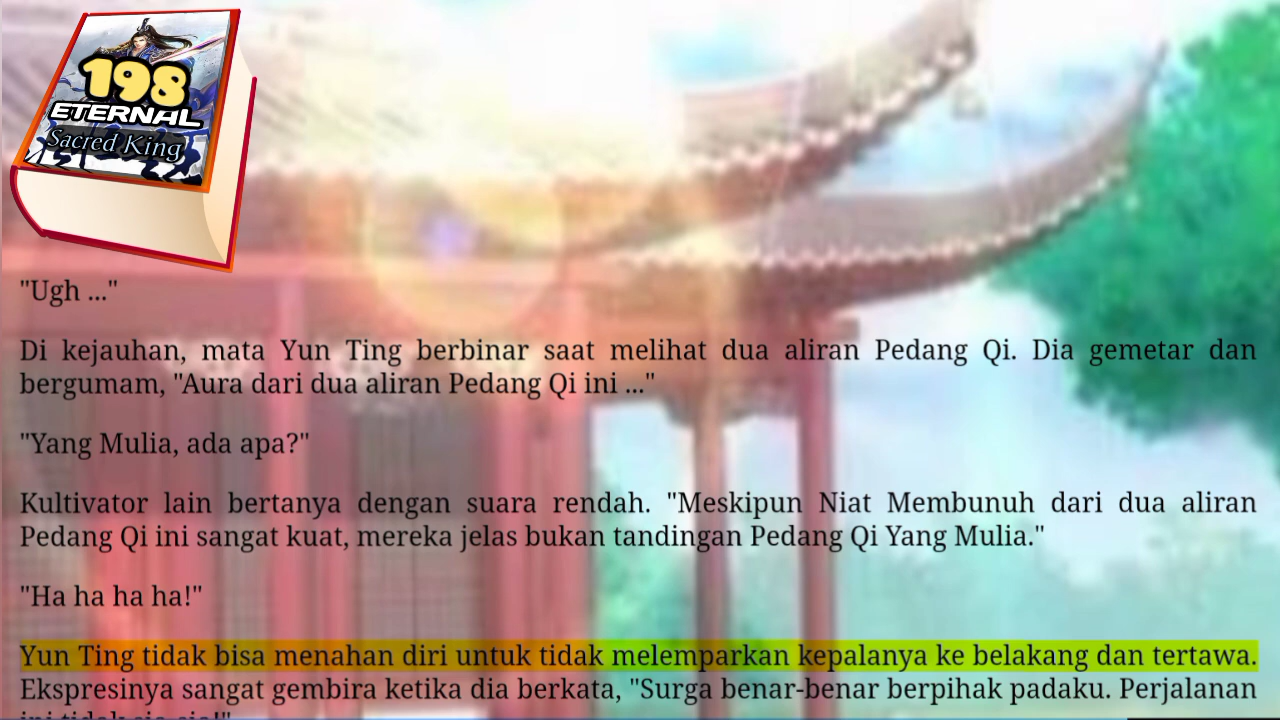 198
ETERNAL
Sacred King
"Ugh ..."
Di kejauhan, mata Yun Ting berbinar saat melihat dua aliran Pedang Qi. Dia gemetar dan
bergumam, "Aura dari dua aliran Pedang Qi ini ..."
"Yang Mulia, ada apa?"
Kultivator lain bertanya dengan suara rendah. "Meskipun Niat Membunuh dari dua aliran
Pedang Qi ini sangat kuat, mereka jelas bukan tandingan Pedang Qi Yang Mulia."
"Ha ha ha ha!"
Yun Ting tidak bisa menahan diri untuk tidak melemparkan kepalanya ke belakang dan tertawa.
Ekspresinya sangat gembira ketika dia berkata, "Surga benar-benar berpihak padaku. Perjalanan
ini tidak sia-sia!"